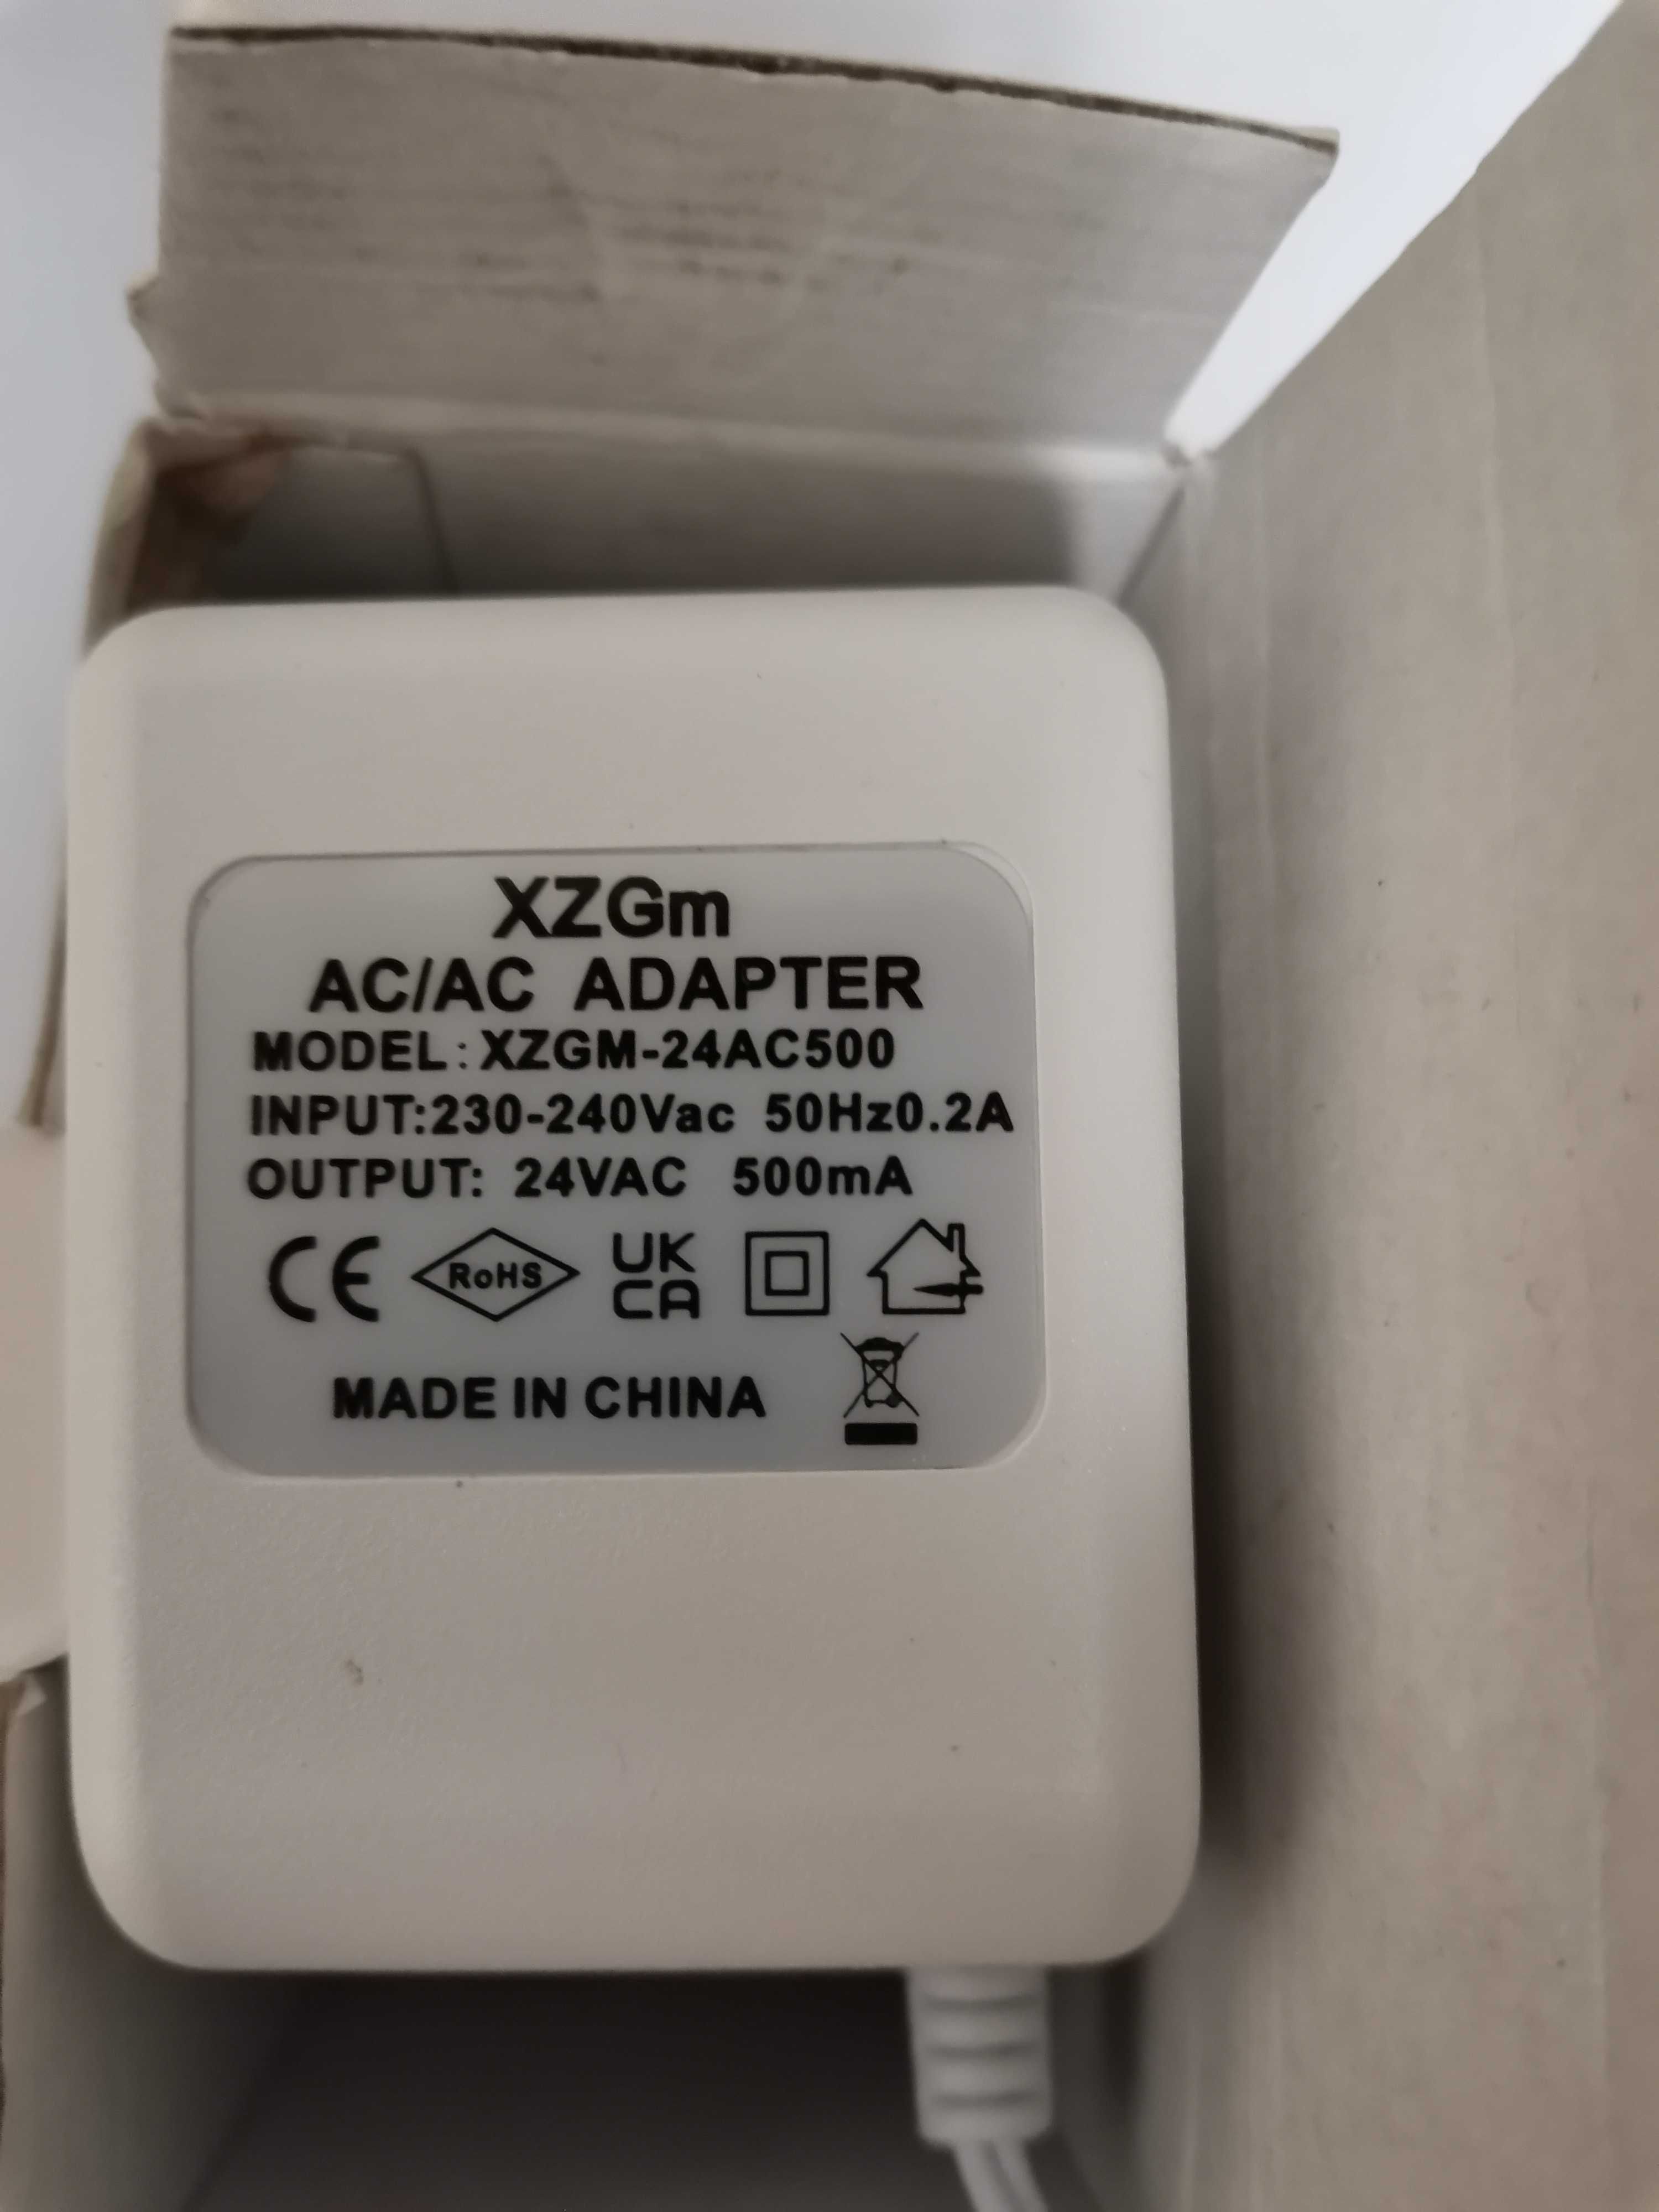 XZGm
AC/AC ADAPTER
MODEL:XZGM-24AC500
INPUT:230-240Vac 50Hz0.2A
OUTPUT: 24VAC 500mA
CE RoHS UK
CA
MADE IN CHINA